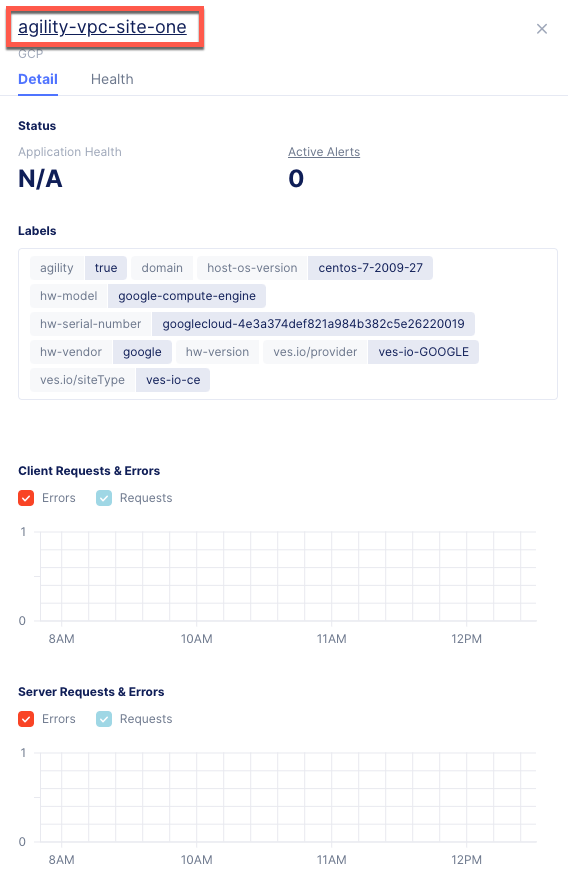 agility-vpc-site-one
GCP
Detail Health
Status
Application Health Active Alerts
N/A 0
Labels
agility true domain host-os-version centos-7-2009-27
hw-model google-compute-engine
hw-serial-number googlecloud-4e3a374def821a984b382c5e26220019
hw-vendor google hw-version ves.io/provider ves-io-GOOGLE
ves.io/siteType ves-io-ce
Client Requests & Errors
Errors Requests
1
0
8AM 10AM 11AM 12PM
Server Requests & Errors
Errors Requests
1
0
8AM 10AM 11AM 12PM